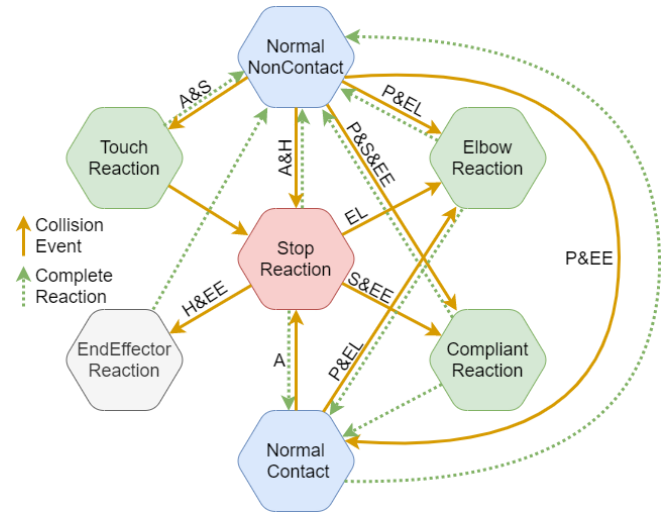 Normal
NonContact
A&S
P&EL
Touch
Reaction
A&H
P&S&EE
Elbow
Reaction
Collision
Event
EL
Stop
Reaction
P&EE
Complete
Reaction
S&EE
H&EE
EndEffector
Reaction
A
P&EL
Compliant
Reaction
Normal
Contact